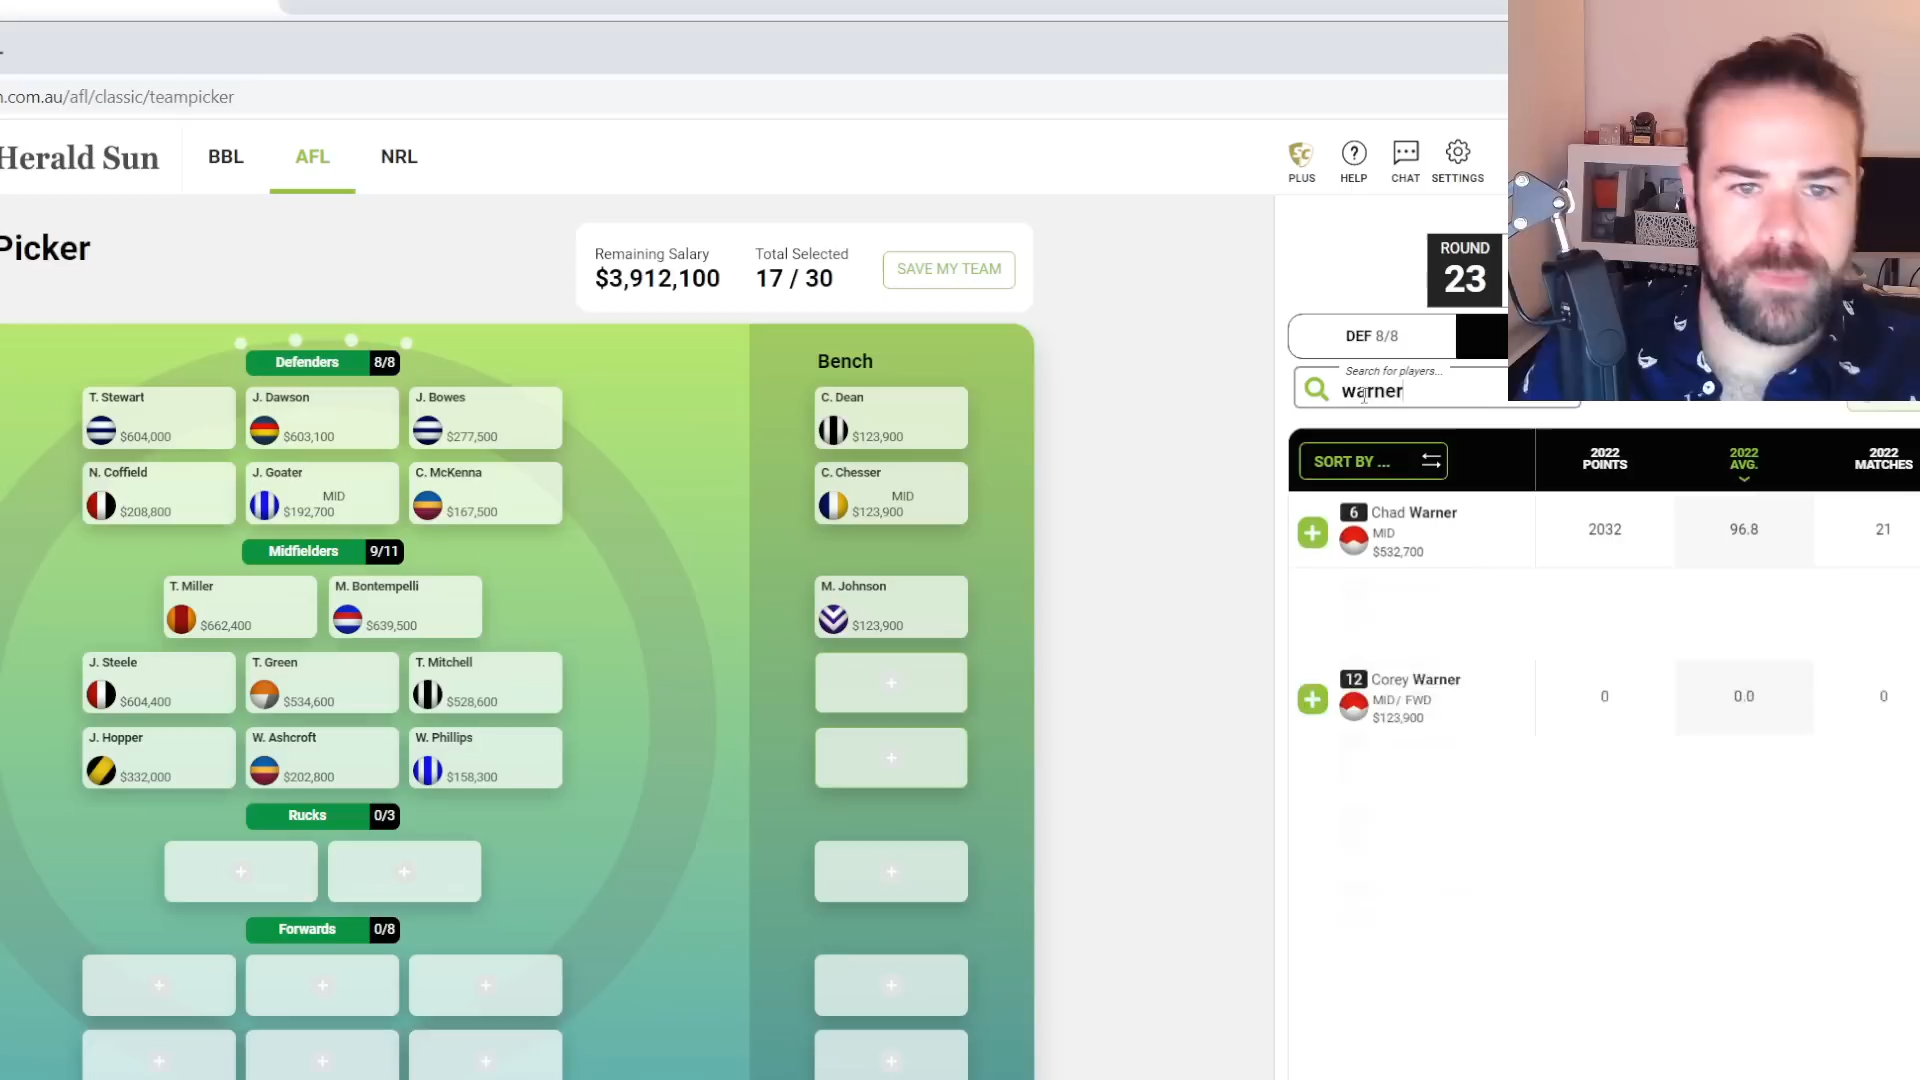 n.com.au/afl/classic/teampicker
Herald Sun
BBL
AFL
NRL
PLUS
HELP
CHAT
SETTINGS
Picker
Remaining Salary
$3,912,100
Total Selected
17 / 30
SAVE MY TEAM
ROUND
23
DEF 8/8
Search for players...
warner
Defenders 8/8
Bench
T. Stewart
$604,000
J. Dawson
$603,100
J. Bowes
$277,500
C. Dean
$123,900
N. Coffield
$208,800
J. Goater
MID
$192,700
C. McKenna
$167,500
C. Chesser
MID
$123,900
Midfielders 9/11
T. Miller
$662,400
M. Bontempelli
$639,500
M. Johnson
$123,900
J. Steele
$604,400
T. Green
$534,600
T. Mitchell
$528,600
J. Hopper
$332,000
W. Ashcroft
$202,800
W. Phillips
$158,300
Rucks 0/3
Forwards 0/8
SORT BY ...
2022 POINTS
2022 AVG.
2022 MATCHES
6 Chad Warner
MID
$532,700
2032
96.8
21
12 Corey Warner
MID/ FWD
$123,900
0
0.0
0